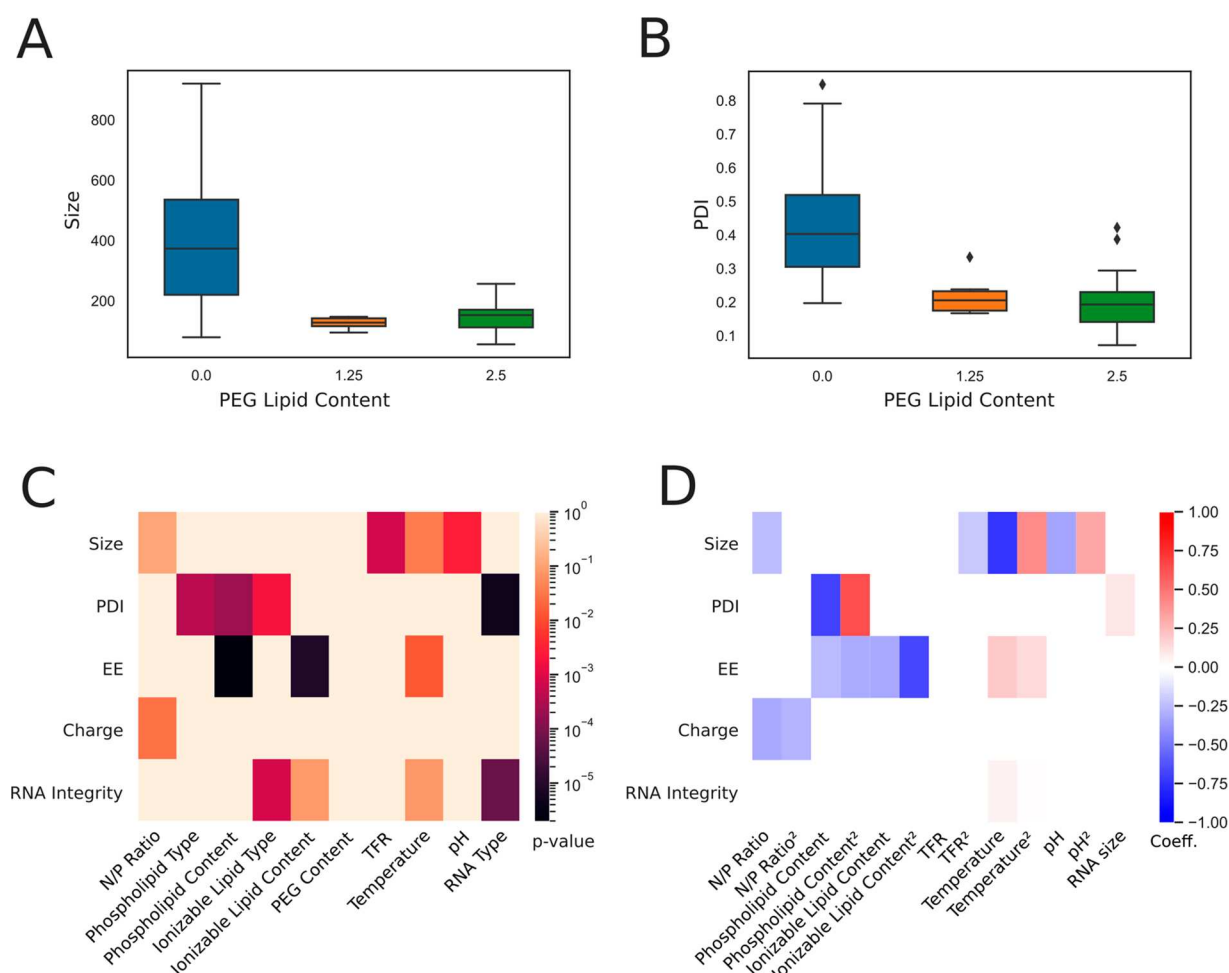 A
B
Size
800
600
400
200
0.0
1.25
2.5
PEG Lipid Content
PDI
0.8
0.7
0.6
0.5
0.4
0.3
0.2
0.1
0.0
1.25
2.5
PEG Lipid Content
C
D
Size
PDI
EE
Charge
RNA Integrity
N/P Ratio
Phospholipid Type
Phospholipid Content
Ionizable Lipid Type
Ionizable Lipid Content
PEG Content
TFR
Temperature
pH
RNA Type
10⁰
10⁻¹
10⁻²
10⁻³
10⁻⁴
10⁻⁵
p-value
Size
PDI
EE
Charge
RNA Integrity
N/P Ratio
N/P Ratio²
Phospholipid Content
Phospholipid Content²
Ionizable Lipid Content
Ionizable Lipid Content²
TFR
TFR²
Temperature
Temperature²
pH
pH²
RNA Size
1.00
0.75
0.50
0.25
0.00
−0.25
−0.50
−0.75
−1.00
Coeff.